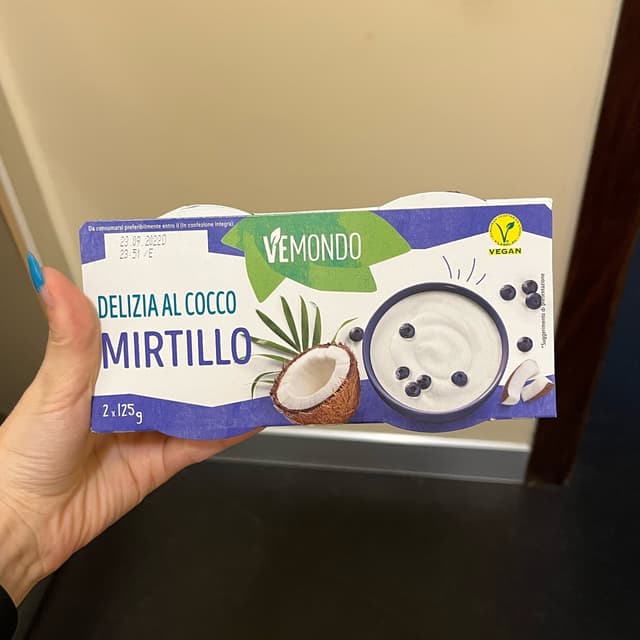 Da consumarsi preferibilmente entro il (in confezione integra):
23.09.2022D
23:51 /E
VEMONDO
VEGAN
DELIZIA AL COCCO
MIRTILLO
2 x 125g
*Suggerimento di presentazione